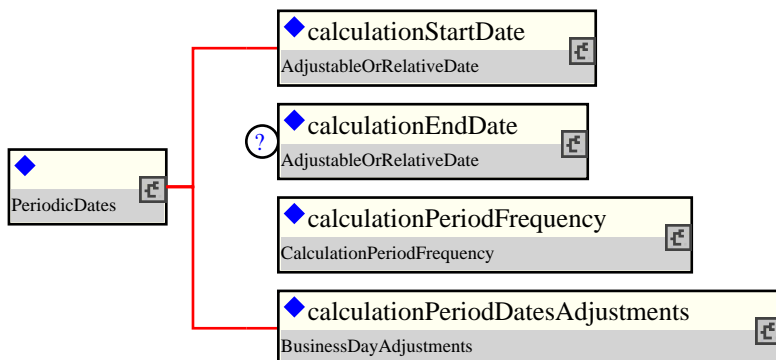 calculationStartDate
AdjustableOrRelativeDate
?
calculationEndDate
AdjustableOrRelativeDate
PeriodicDates
calculationPeriodFrequency
CalculationPeriodFrequency
calculationPeriodDatesAdjustments
BusinessDayAdjustments